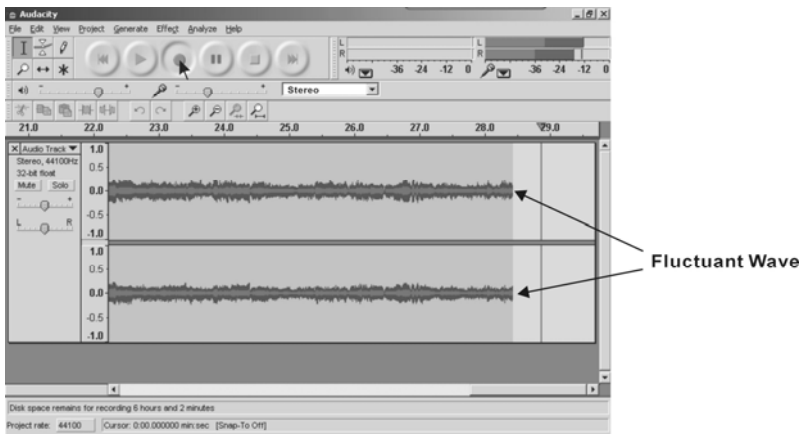 Audacity
File Edit View Project Generate Effect Analyze Help
L
R
-36 -24 -12 0
L
R
-36 -24 -12 0
Stereo
21.0 22.0 23.0 24.0 25.0 26.0 27.0 28.0 29.0
Audio Track
Stereo, 44100Hz
32-bit float
Mute Solo
- +
L R
1.0
0.5
0.0
-0.5
-1.0
1.0
0.5
0.0
-0.5
-1.0
Fluctuant Wave
Disk space remains for recording 6 hours and 2 minutes
Project rate: 44100 Cursor: 0:00.000000 min:sec [Snap-To Off]